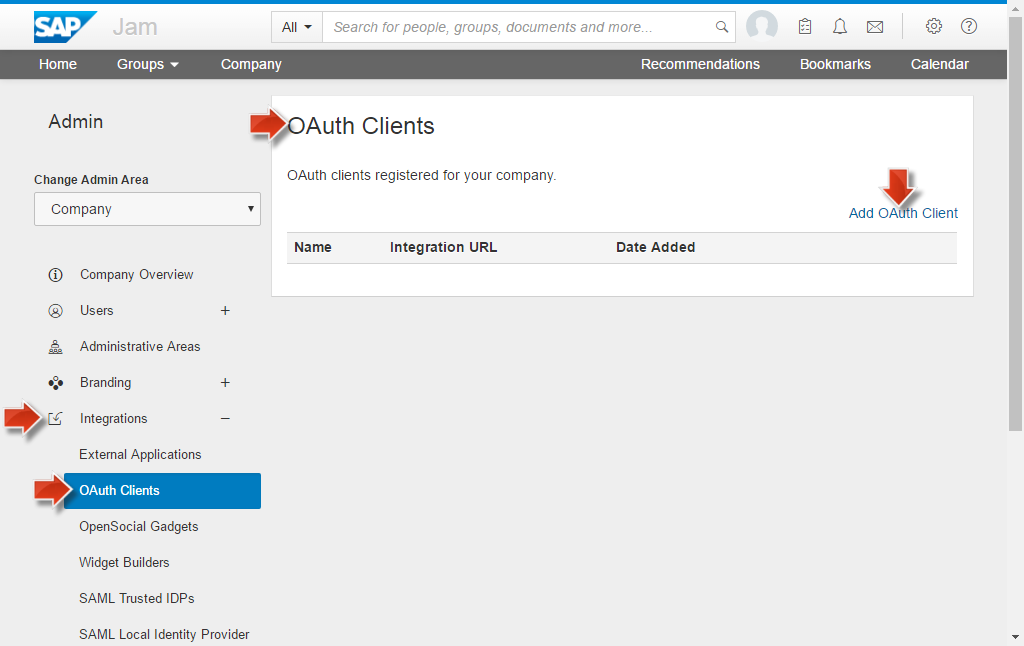 SAP Jam
All Search for people, groups, documents and more...
Home Groups Company Recommendations Bookmarks Calendar
Admin
Change Admin Area
Company
Company Overview
Users +
Administrative Areas
Branding +
Integrations −
External Applications
OAuth Clients
OpenSocial Gadgets
Widget Builders
SAML Trusted IDPs
SAML Local Identity Provider
OAuth Clients
OAuth clients registered for your company.
Add OAuth Client
Name Integration URL Date Added